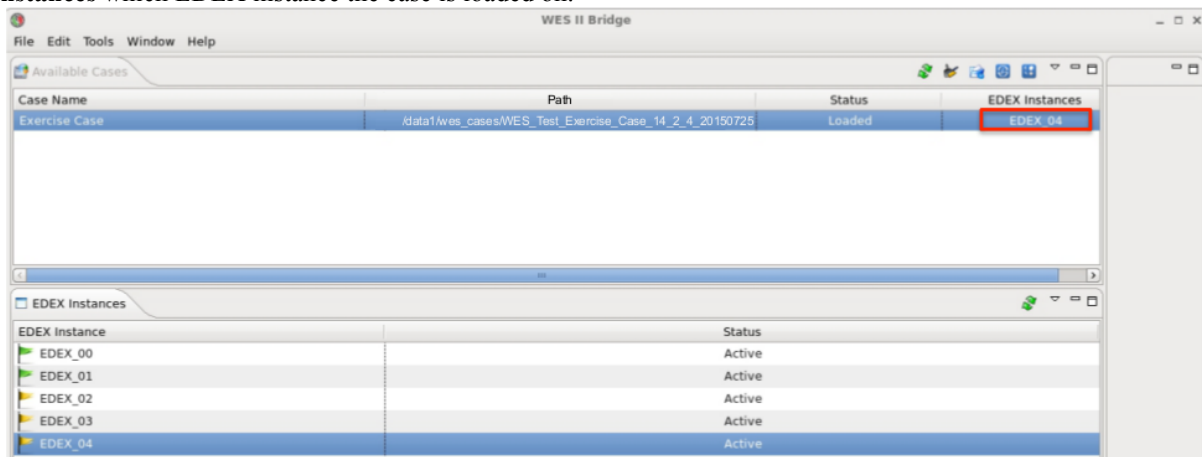 WES II Bridge
File Edit Tools Window Help
Available Cases
Case Name Path Status EDEX Instances
Exercise Case /data1/wes_cases/WES_Test_Exercise_Case_14_2_4_20150725 Loaded EDEX_04
EDEX Instances
EDEX Instance Status
EDEX_00 Active
EDEX_01 Active
EDEX_02 Active
EDEX_03 Active
EDEX_04 Active